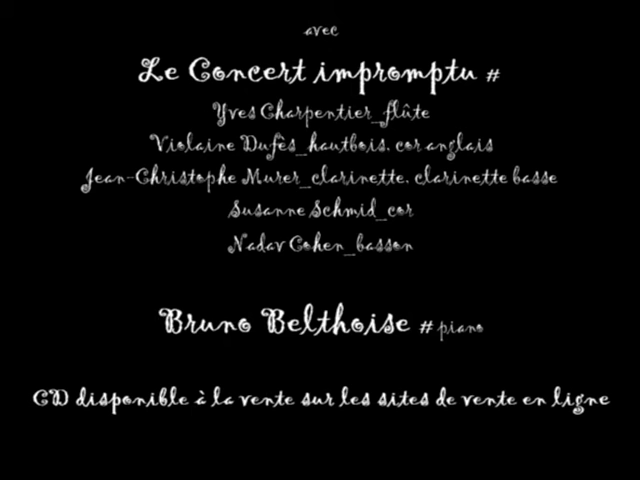 avec
Le Concert impromptu #
Yves Charpentier_flûte
Violaine Dufès_hautbois. cor anglais
Jean-Christophe Murer_clarinette. clarinette basse
Susanne Schmid_cor
Nadav Cohen_basson
Bruno Belthoise # piano
CD disponible à la vente sur les sites de vente en ligne